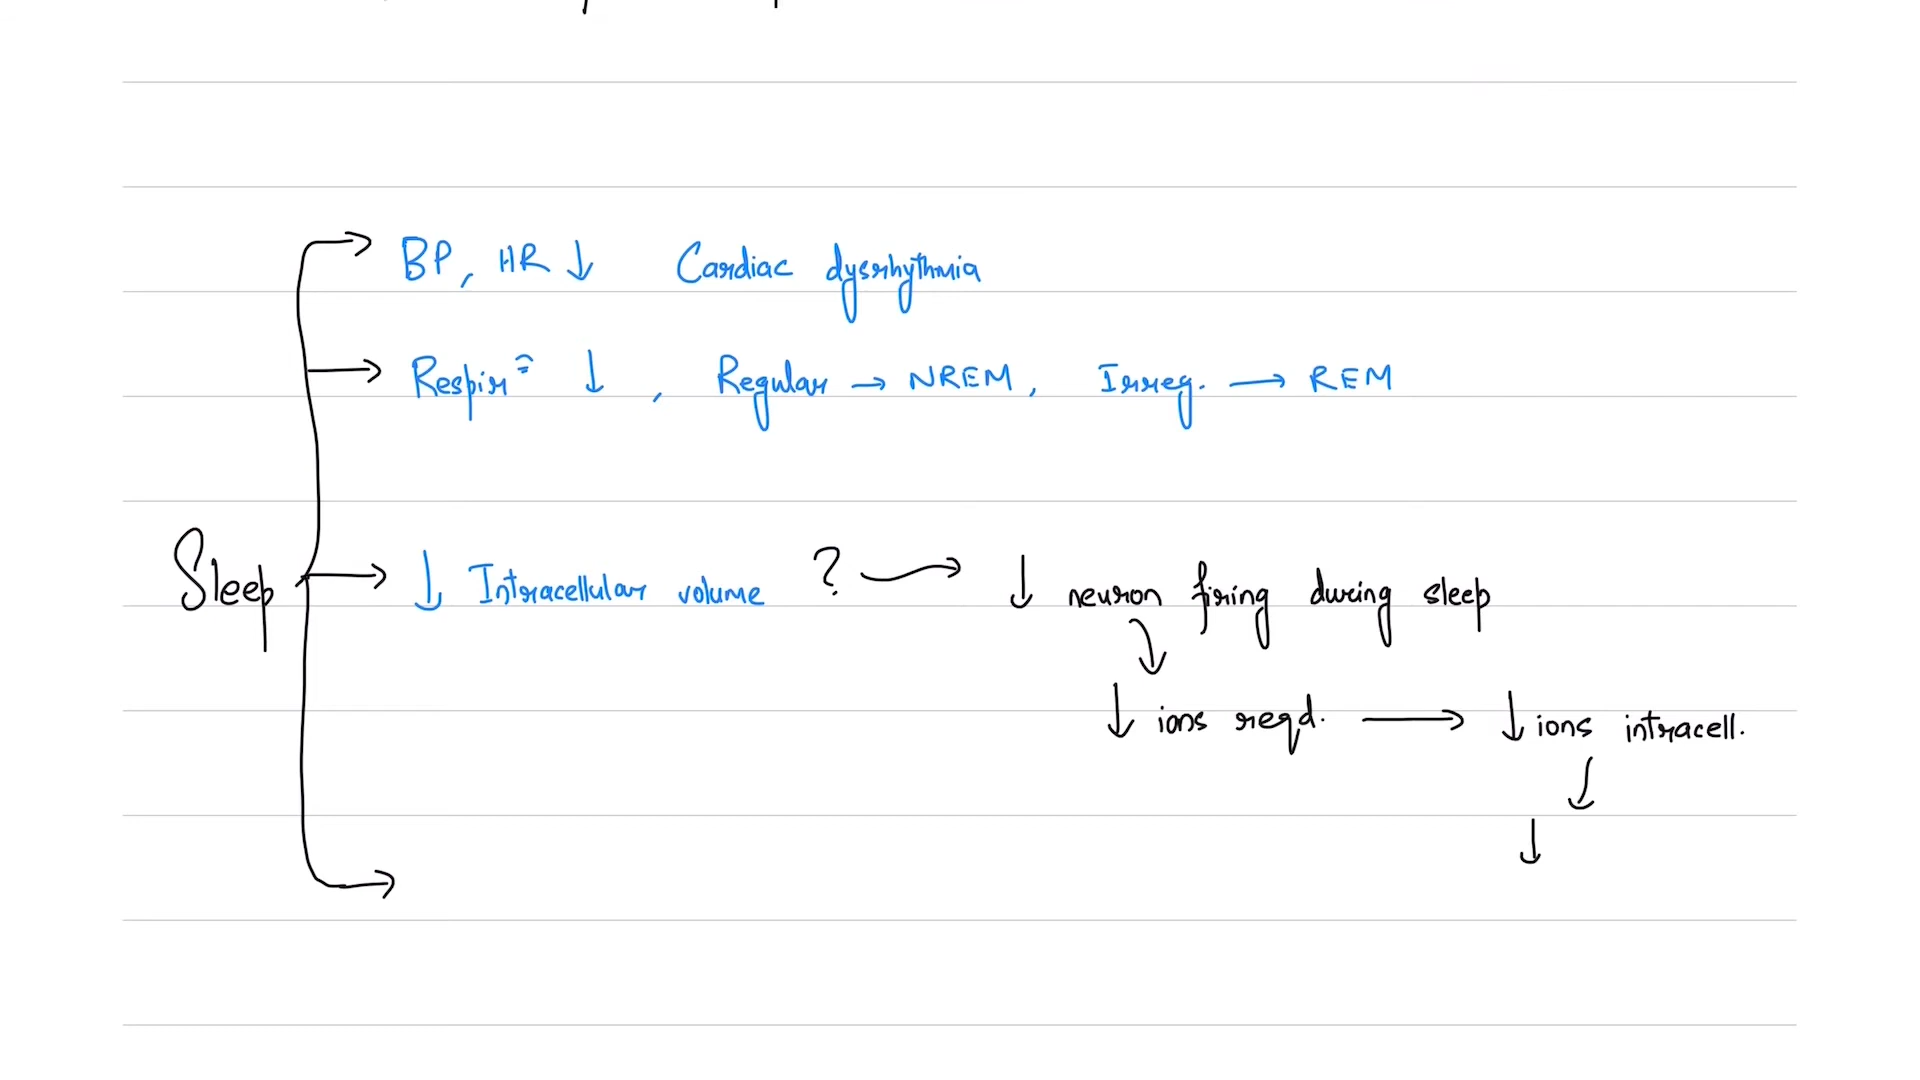 BP, HR ↓ Cardiac dysrhythmia
Respirⁿ ↓ , Regular → NREM, Irreg. → REM
Sleep → ↓ Intracellular volume ? → ↓ neuron firing during sleep
↓ ions reqd. → ↓ ions intracell.
↓